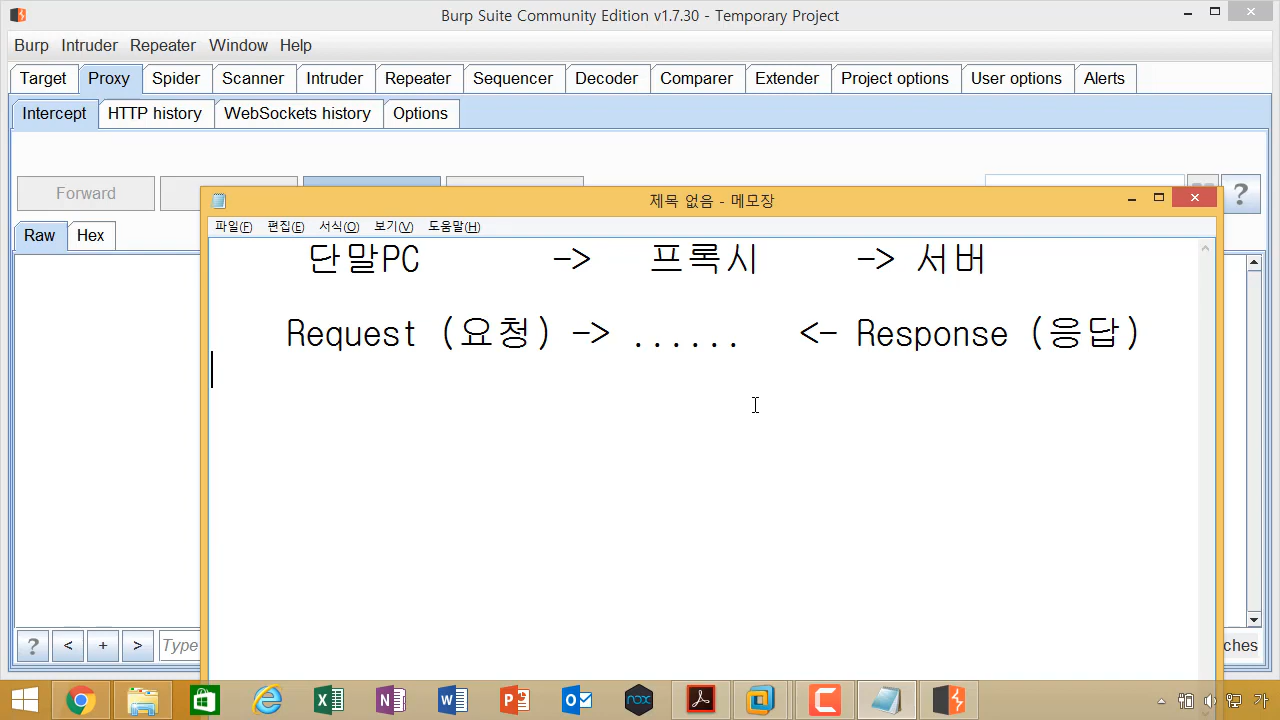 Burp Suite Community Edition v1.7.30 - Temporary Project
Burp Intruder Repeater Window Help
Target Proxy Spider Scanner Intruder Repeater Sequencer Decoder Comparer Extender Project options User options Alerts
Intercept HTTP history WebSockets history Options
Forward
?
제목 없음 - 메모장
파일(F) 편집(E) 서식(O) 보기(V) 도움말(H)
Raw Hex
단말PC -> 프록시 -> 서버
Request (요청) -> ...... <- Response (응답)
? < + > Type
ches
nox
가